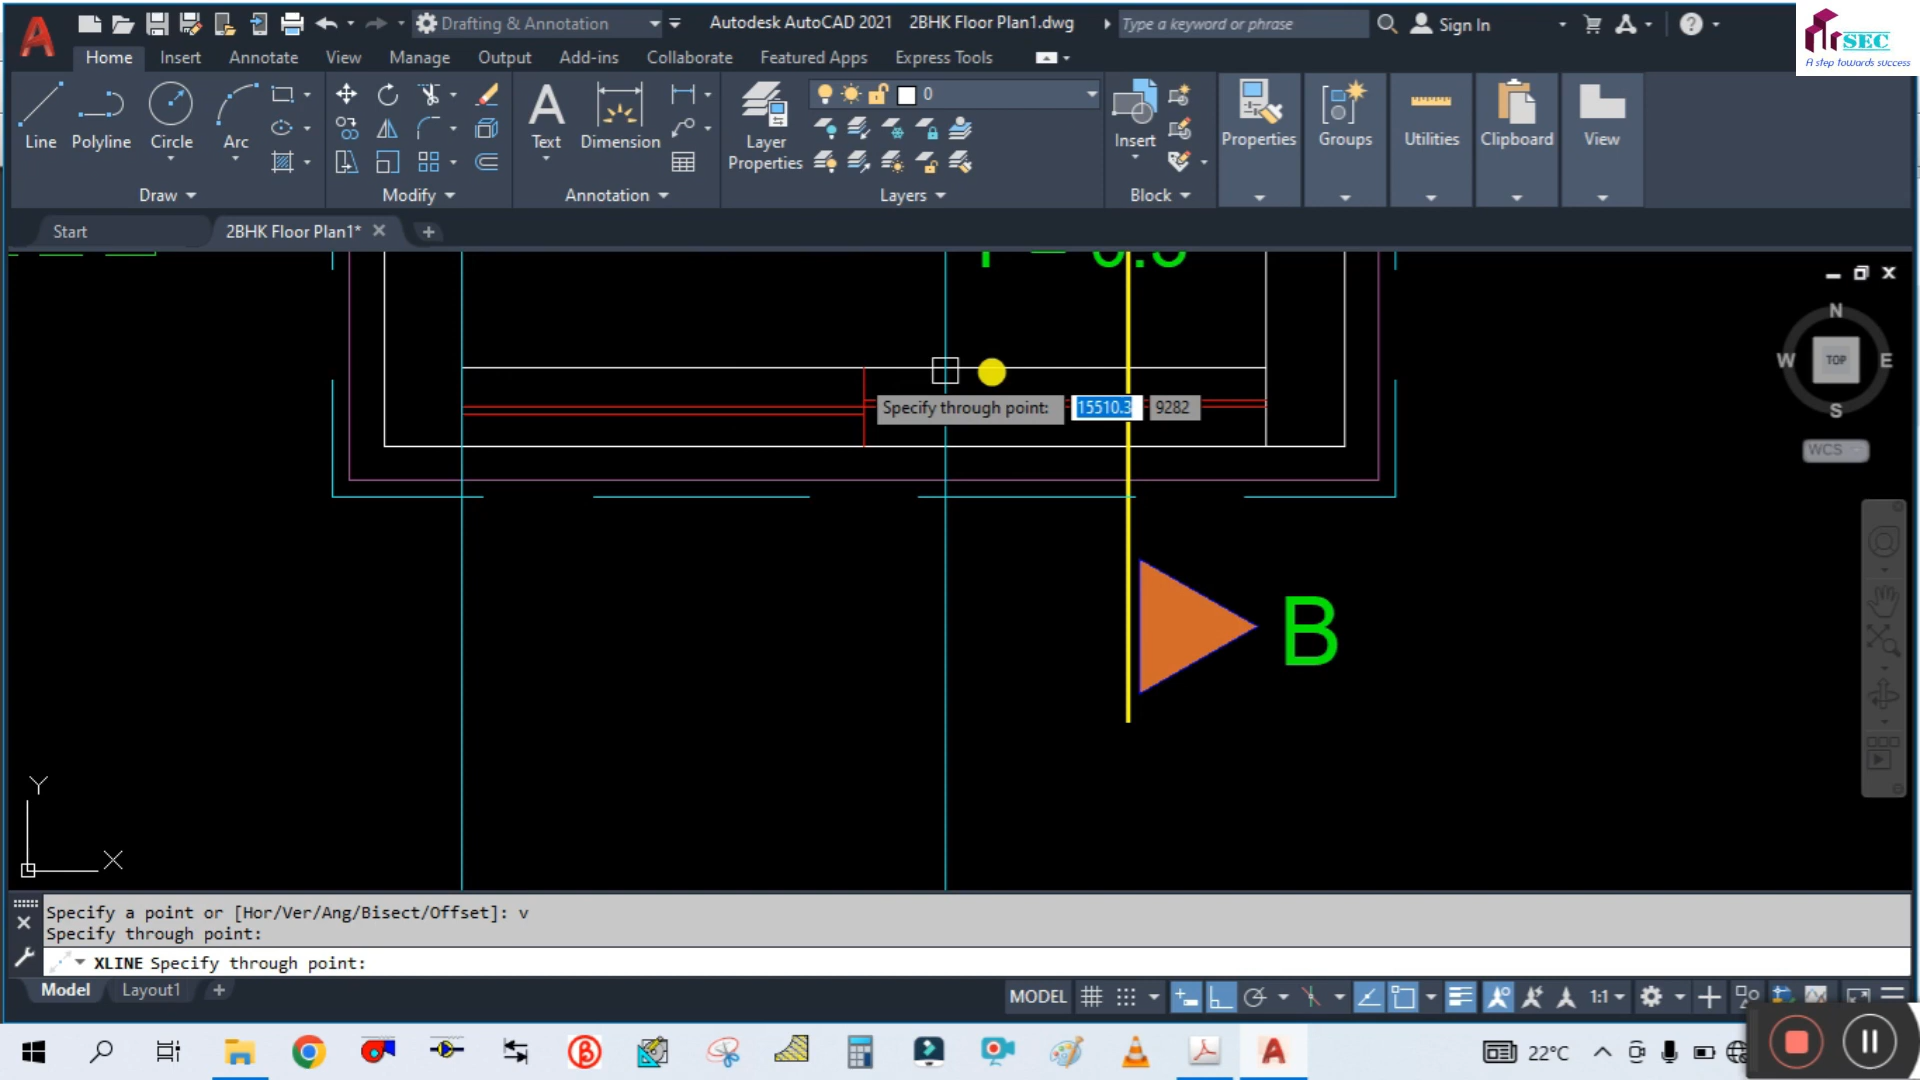 Drafting & Annotation
Autodesk AutoCAD 2021 2BHK Floor Plan1.dwg
Type a keyword or phrase
Sign In
SEC
A step towards success
Home Insert Annotate View Manage Output Add-ins Collaborate Featured Apps Express Tools
0
Line Polyline Circle Arc
Text Dimension
Layer Properties
Insert
Properties Groups Utilities Clipboard View
Draw Modify Annotation Layers Block
Start
2BHK Floor Plan1*
N
W TOP E
S
WCS
Specify through point: 15510.3 9282
B
Y
X
Specify a point or [Hor/Ver/Ang/Bisect/Offset]: v
Specify through point:
XLINE Specify through point:
Model Layout1
MODEL
1:1
22°C